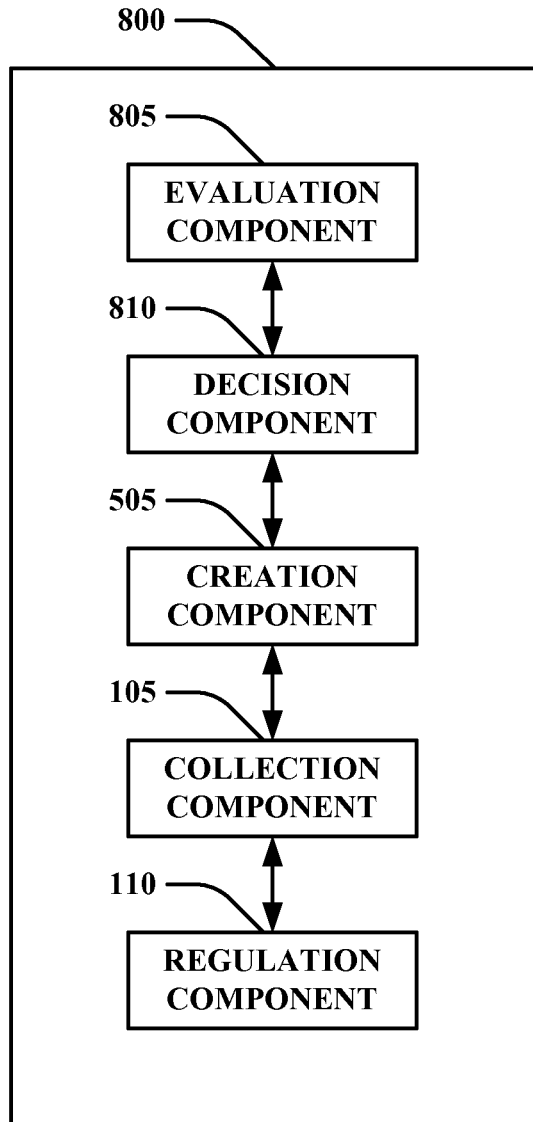 800
805
EVALUATION
COMPONENT
810
DECISION
COMPONENT
505
CREATION
COMPONENT
105
COLLECTION
COMPONENT
110
REGULATION
COMPONENT